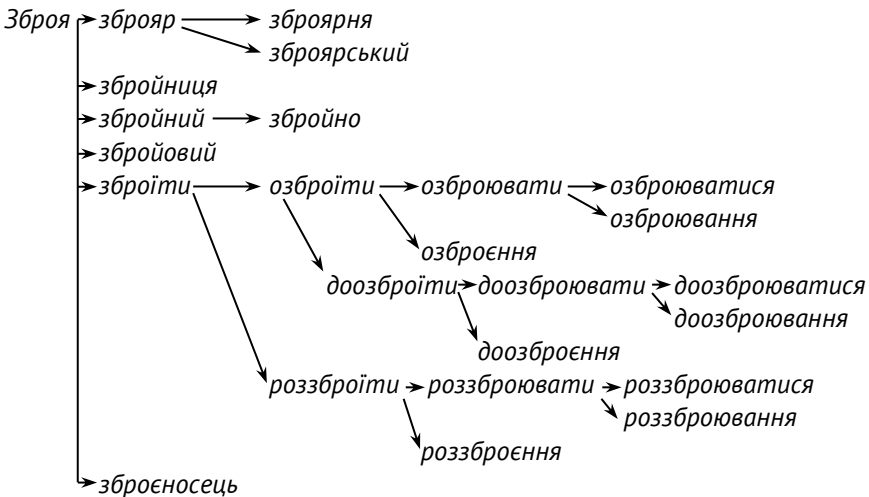 Зброя зброяр зброярня
зброярський
збройниця
збройний збройно
збройовий
зброїти озброїти озброювати озброюватися
озброювання
озброєння
доозброїти доозброювати доозброюватися
доозброювання
доозброєння
роззброїти роззброювати роззброюватися
роззброювання
роззброєння
зброєносець